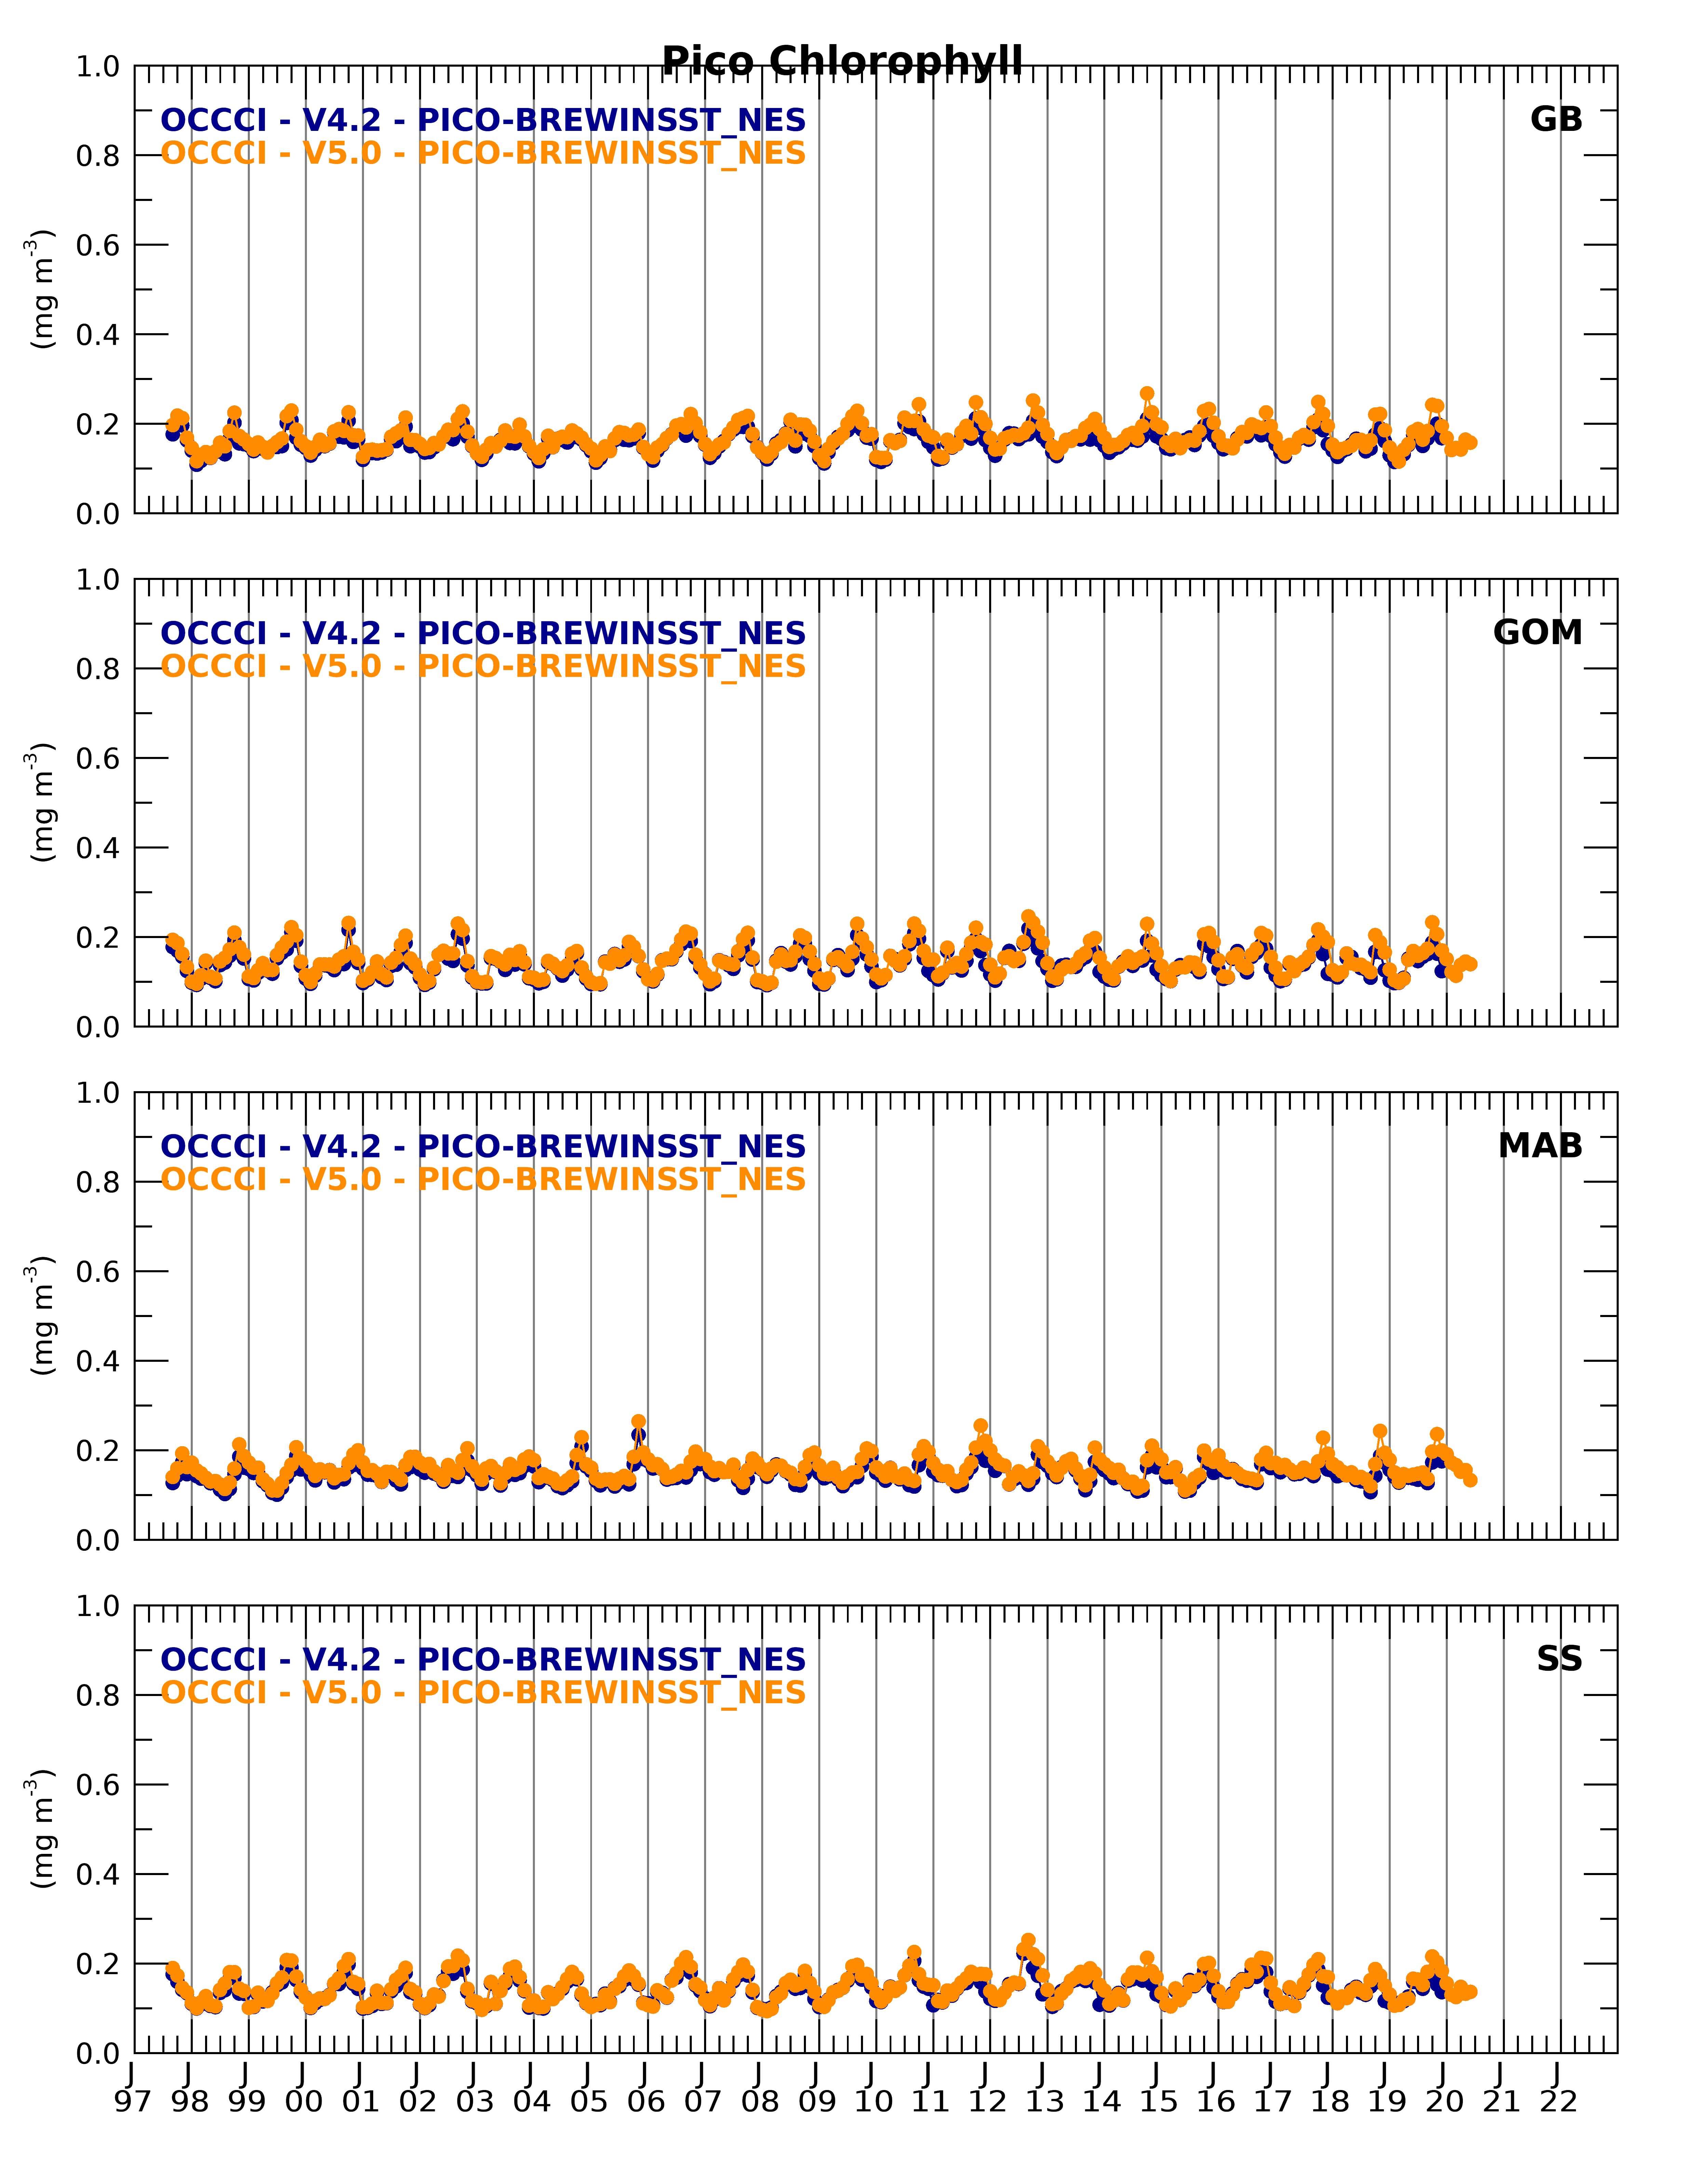 Pico Chlorophyll
1.0
OCCCI - V4.2 - PICO-BREWINSST_NES GB
OCCCI - V5.0 - PICO-BREWINSST_NES
0.8
0.6
(mg m-3)
0.4
0.2
0.0
1.0
OCCCI - V4.2 - PICO-BREWINSST_NES GOM
OCCCI - V5.0 - PICO-BREWINSST_NES
0.8
0.6
(mg m-3)
0.4
0.2
0.0
1.0
OCCCI - V4.2 - PICO-BREWINSST_NES MAB
OCCCI - V5.0 - PICO-BREWINSST_NES
0.8
0.6
(mg m-3)
0.4
0.2
0.0
1.0
OCCCI - V4.2 - PICO-BREWINSST_NES SS
OCCCI - V5.0 - PICO-BREWINSST_NES
0.8
0.6
(mg m-3)
0.4
0.2
0.0
J J J J J J J J J J J J J J J J J J J J J J J J J J
97 98 99 00 01 02 03 04 05 06 07 08 09 10 11 12 13 14 15 16 17 18 19 20 21 22